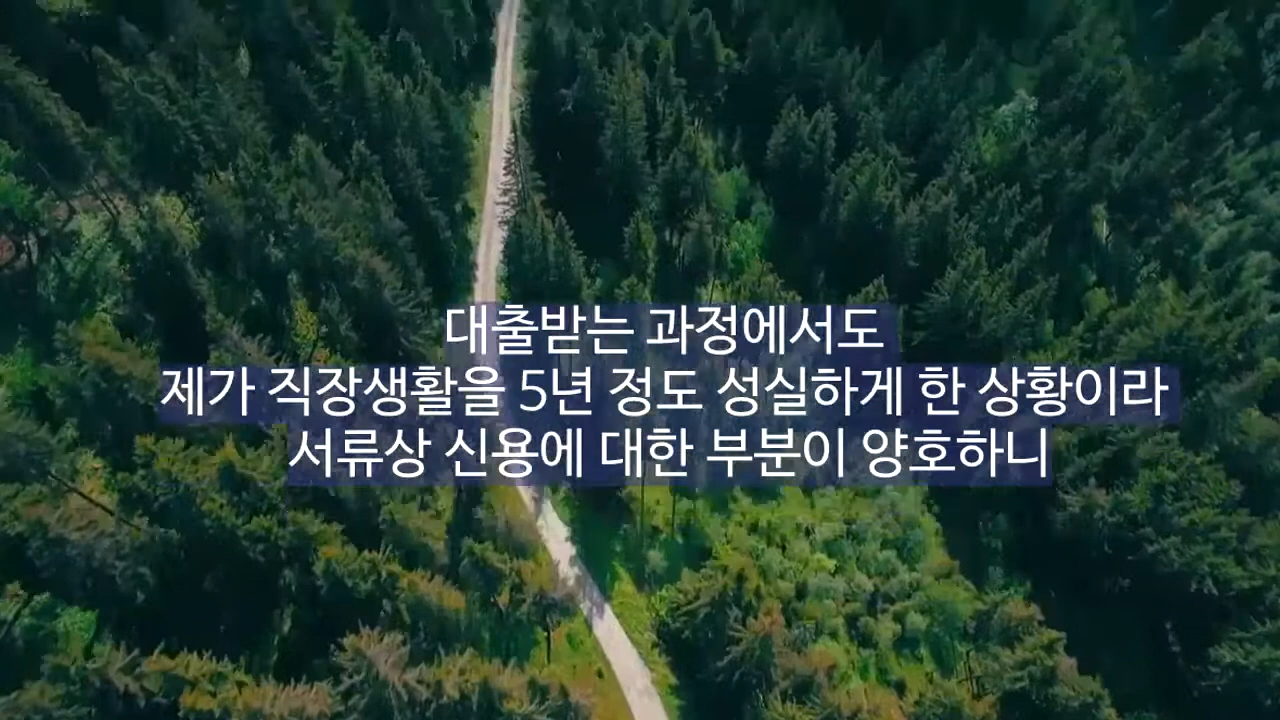 대출받는 과정에서도
제가 직장생활을 5년 정도 성실하게 한 상황이라
서류상 신용에 대한 부분이 양호하니